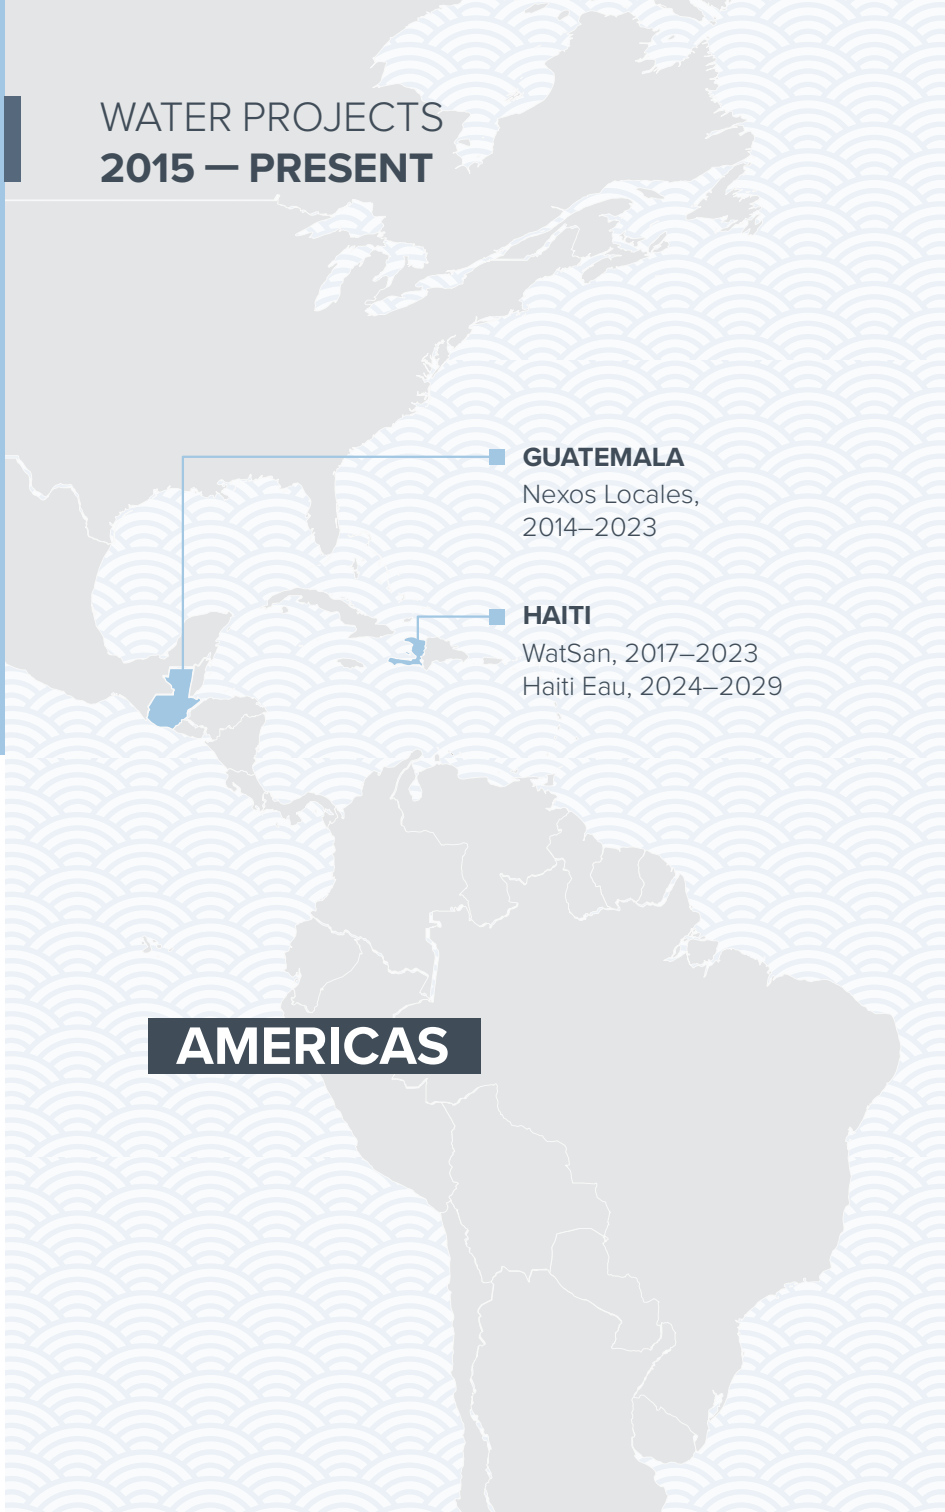 WATER PROJECTS
2015 — PRESENT
GUATEMALA
Nexos Locales,
2014–2023
HAITI
WatSan, 2017–2023
Haiti Eau, 2024–2029
AMERICAS